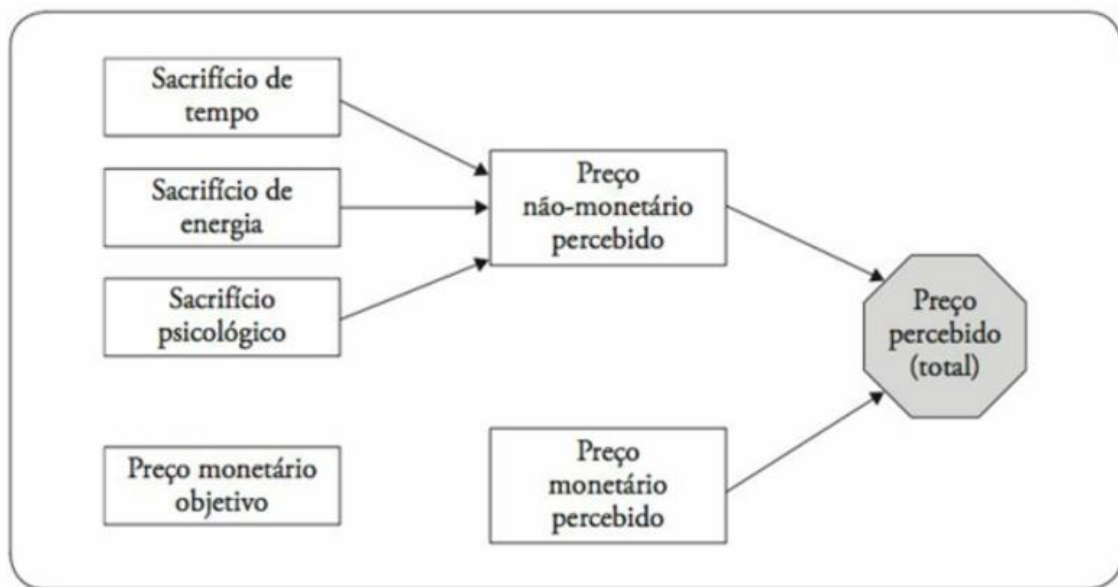 Sacrifício de
tempo
Sacrifício de
energia
Sacrifício
psicológico
Preço monetário
objetivo
Preço
não-monetário
percebido
Preço
monetário
percebido
Preço
percebido
(total)